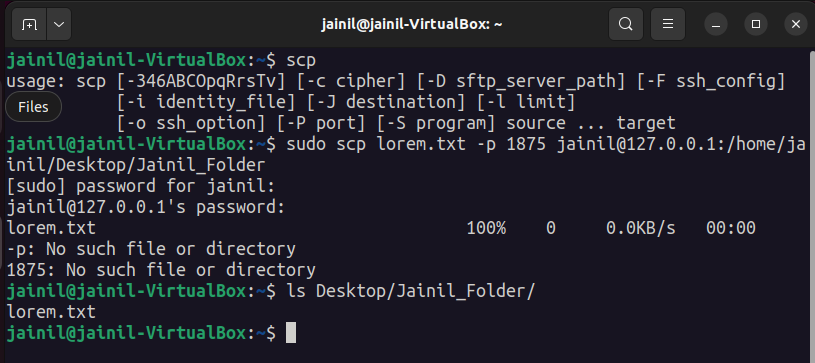 jainil@jainil-VirtualBox: ~
jainil@jainil-VirtualBox:~$ scp
usage: scp [-346ABCOpqRrsTv] [-c cipher] [-D sftp_server_path] [-F ssh_config]
[-i identity_file] [-J destination] [-l limit]
Files
[-o ssh_option] [-P port] [-S program] source ... target
jainil@jainil-VirtualBox:~$ sudo scp lorem.txt -p 1875 jainil@127.0.0.1:/home/ja
inil/Desktop/Jainil_Folder
[sudo] password for jainil:
jainil@127.0.0.1's password:
lorem.txt 100% 0 0.0KB/s 00:00
-p: No such file or directory
1875: No such file or directory
jainil@jainil-VirtualBox:~$ ls Desktop/Jainil_Folder/
lorem.txt
jainil@jainil-VirtualBox:~$